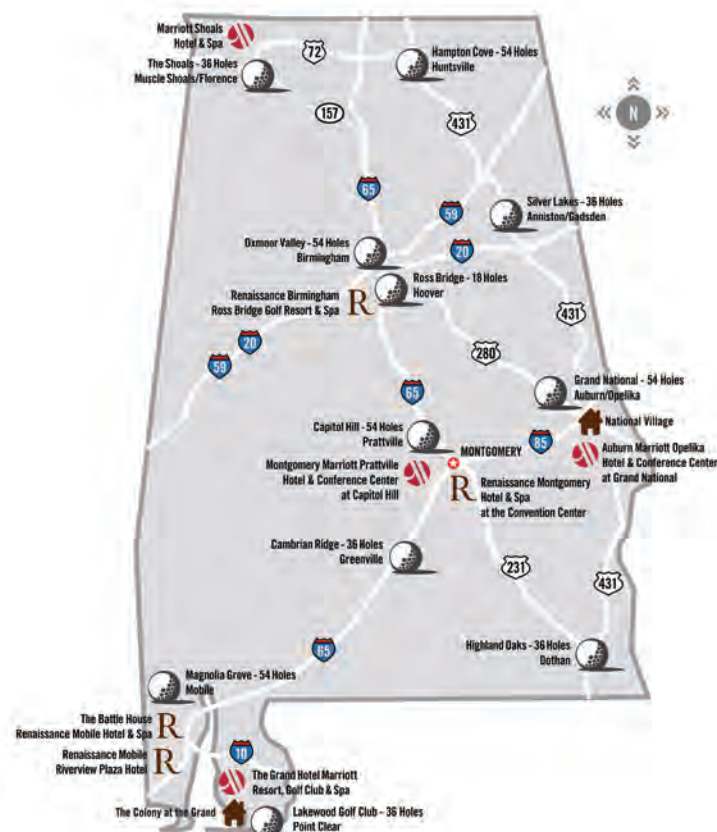 Marriott Shoals
Hotel & Spa
72
Hampton Cove - 54 Holes
Huntsville
The Shoals - 36 Holes
Muscle Shoals/Florence
157
431
N
65
59
Silver Lakes - 36 Holes
Anniston/Gadsden
Oxmoor Valley - 54 Holes
Birmingham
20
Ross Bridge - 18 Holes
Hoover
Renaissance Birmingham
Ross Bridge Golf Resort & Spa
R
431
20
59
280
65
Grand National - 54 Holes
Auburn/Opelika
National Village
Capitol Hill - 54 Holes
Prattville
MONTGOMERY
85
Auburn Marriott Opelika
Hotel & Conference Center
at Grand National
Montgomery Marriott Prattville
Hotel & Conference Center
at Capitol Hill
R
Renaissance Montgomery
Hotel & Spa
at the Convention Center
Cambrian Ridge - 36 Holes
Greenville
231
431
65
Highland Oaks - 36 Holes
Dothan
Magnolia Grove - 54 Holes
Mobile
The Battle House
Renaissance Mobile Hotel & Spa
R
Renaissance Mobile
Riverview Plaza Hotel
R
10
The Grand Hotel Marriott
Resort, Golf Club & Spa
The Colony at the Grand
Lakewood Golf Club - 36 Holes
Point Clear